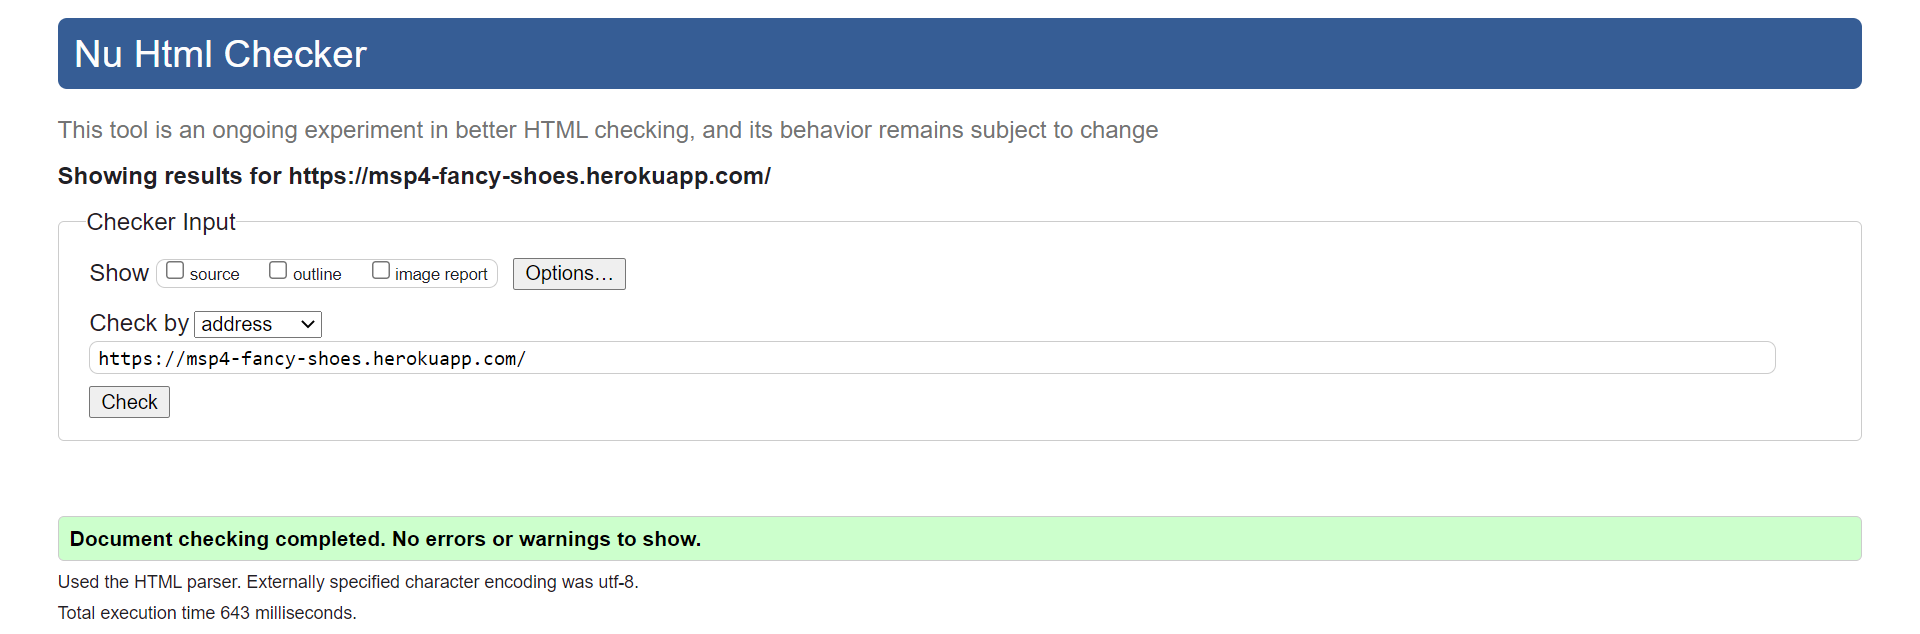 Nu Html Checker
This tool is an ongoing experiment in better HTML checking, and its behavior remains subject to change
Showing results for https://msp4-fancy-shoes.herokuapp.com/
Checker Input
Show source outline image report Options...
Check by address
https://msp4-fancy-shoes.herokuapp.com/
Check
Document checking completed. No errors or warnings to show.
Used the HTML parser. Externally specified character encoding was utf-8.
Total execution time 643 milliseconds.